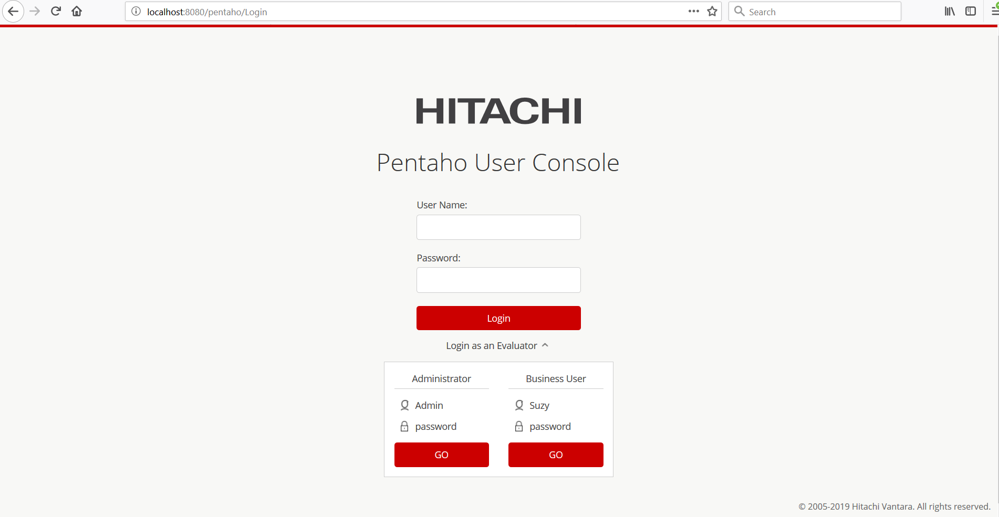 localhost:8080/pentaho/Login
Search
HITACHI
Pentaho User Console
User Name:
Password:
Login
Login as an Evaluator
Administrator
Business User
Admin
Suzy
password
password
GO
GO
© 2005-2019 Hitachi Vantara. All rights reserved.